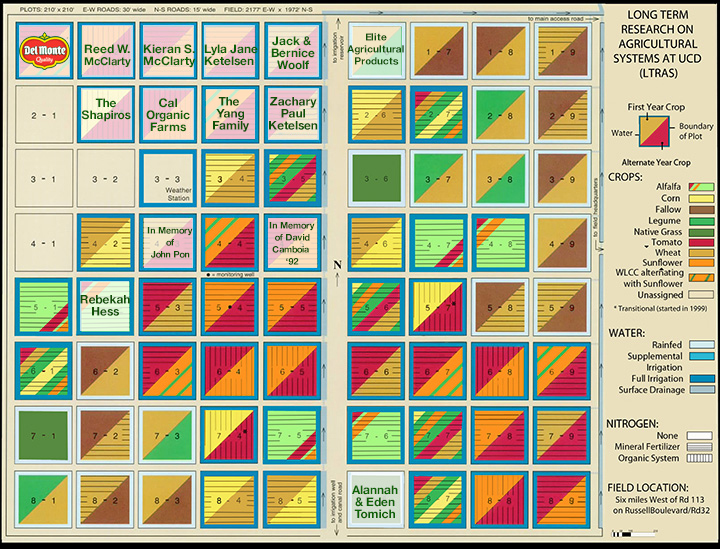 PLOTS: 210' x 210' E-W ROADS: 30' wide N-S ROADS: 15' wide FIELD: 2177' E-W x 1972' N-S
to main access road
Del Monte
Quality
Reed W.
McClarty
Kieran S.
McClarty
Lyla Jane
Ketelsen
Jack &
Bernice
Woolf
to irrigation
reservoir
Elite
Agricultural
Products
1 - 7
1 - 8
1 - 9
2 - 1
The
Shapiros
Cal
Organic
Farms
The
Yang
Family
Zachary
Paul
Ketelsen
2 - 6
2 - 7
2 - 8
2 - 9
3 - 1
3 - 2
3 - 3
Weather
Station
3 - 4
3 - 5
3 - 6
3 - 7
3 - 8
3 - 9
to field headquarters
4 - 1
4 - 2
In Memory
of
John Pon
4 - 4
In Memory
of David
Camboia
'92
N
4 - 6
4 - 7
4 - 8
4 - 9
● = monitoring well
5 - 1
Rebekah
Hess
5 - 3
5 - 4
5 - 5
5 - 6
5 - 7
5 - 8
5 - 9
6 - 1
6 - 2
6 - 3
6 - 4
6 - 5
6 - 6
6 - 7
6 - 8
6 - 9
7 - 1
7 - 2
7 - 3
7 - 4
7 - 5
7 - 6
7 - 7
7 - 8
7 - 9
8 - 1
8 - 2
8 - 3
8 - 4
8 - 5
to irrigation well
and canal road
Alannah
& Eden
Tomich
8 - 7
8 - 8
8 - 9
LONG TERM
RESEARCH ON
AGRICULTURAL
SYSTEMS AT UCD
(LTRAS)
First Year Crop
Water
Boundary
of Plot
Alternate Year Crop
CROPS:
Alfalfa
Corn
Fallow
Legume
Native Grass
Tomato
Wheat
Sunflower
WLCC alternating
with Sunflower
Unassigned
* Transitional (started in 1999)
WATER:
Rainfed
Supplemental
Irrigation
Full Irrigation
Surface Drainage
NITROGEN:
None
Mineral Fertilizer
Organic System
FIELD LOCATION:
Six miles West of Rd 113
on RussellBoulevard/Rd32